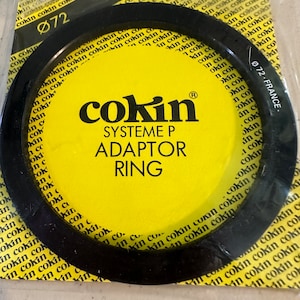 Ø72
cokin®
SYSTEME P
ADAPTOR
RING
Ø 72 · FRANCE ·